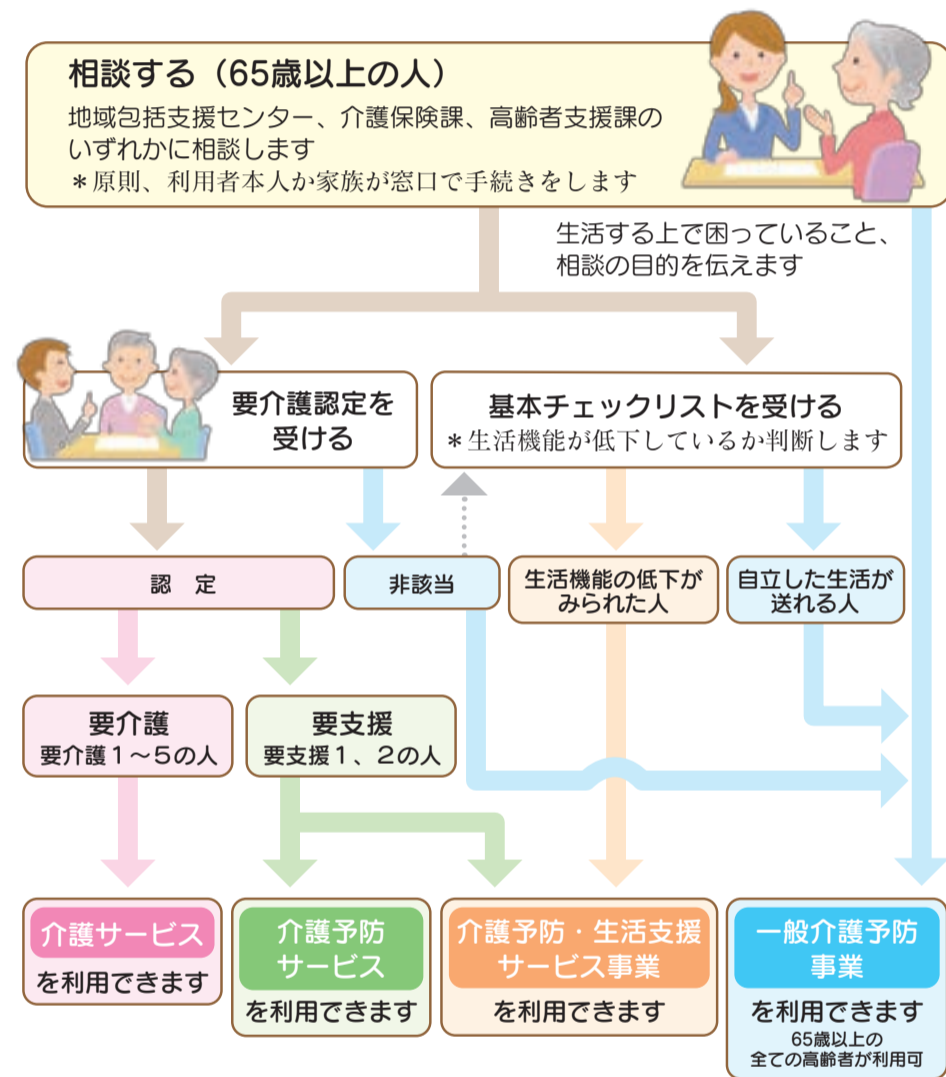 相談する（65歳以上の人）
地域包括支援センター、介護保険課、高齢者支援課の
いずれかに相談します
＊原則、利用者本人か家族が窓口で手続きをします
生活する上で困っていること、
相談の目的を伝えます
要介護認定を
受ける
基本チェックリストを受ける
＊生活機能が低下しているか判断します
認　定
非該当
生活機能の低下が
みられた人
自立した生活が
送れる人
要介護
要介護１～５の人
要支援
要支援１、２の人
介護サービス
を利用できます
介護予防
サービス
を利用できます
介護予防・生活支援
サービス事業
を利用できます
一般介護予防
事業
を利用できます
65歳以上の
全ての高齢者が利用可